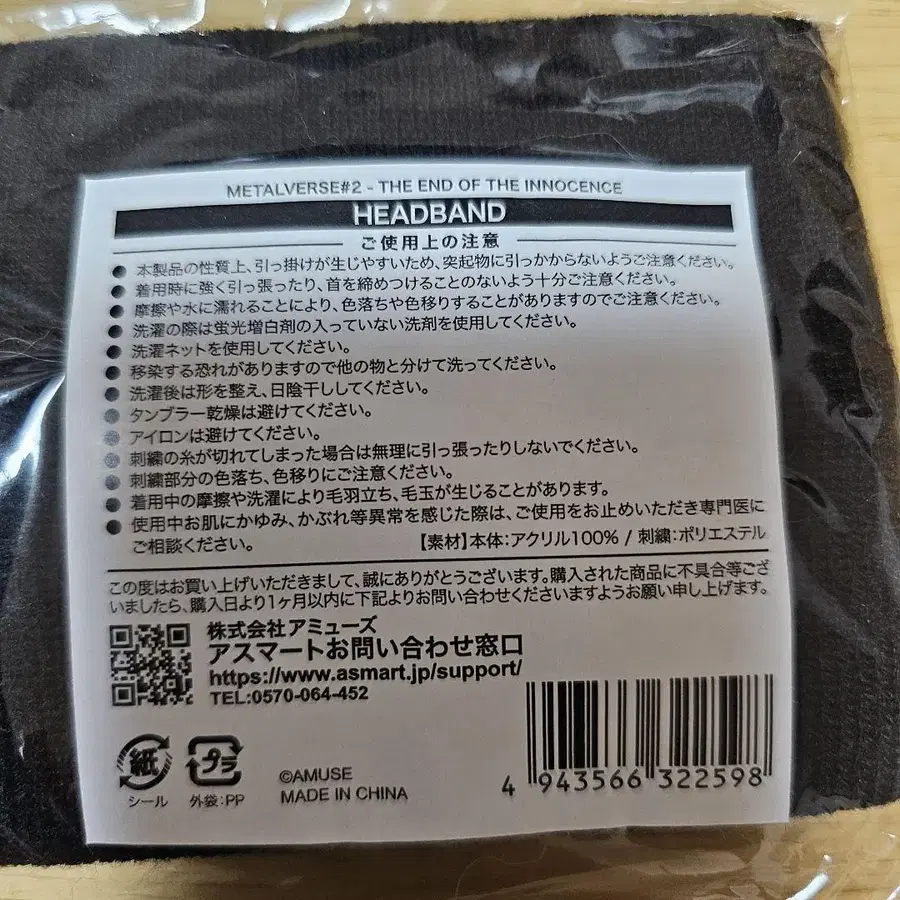 METALVERSE#2 - THE END OF THE INNOCENCE
HEADBAND
ご使用上の注意
● 本製品の性質上、引っ掛けが生じやすいため、突起物に引っかからないようご注意ください。
● 着用時に強く引っ張ったり、首を締めつけることのないよう十分ご注意ください。
● 摩擦や水に濡れることにより、色落ちや色移りすることがありますのでご注意ください。
● 洗濯の際は蛍光増白剤の入っていない洗剤を使用してください。
● 洗濯ネットを使用してください。
● 移染する恐れがありますので他の物と分けて洗ってください。
● 洗濯後は形を整え、日陰干ししてください。
● タンブラー乾燥は避けてください。
● アイロンは避けてください。
● 刺繍の糸が切れてしまった場合は無理に引っ張ったりしないでください。
● 刺繍部分の色落ち、色移りにご注意ください。
● 着用中の摩擦や洗濯により毛羽立ち、毛玉が生じることがあります。
● 使用中お肌にかゆみ、かぶれ等異常を感じた際は、ご使用をお止めいただき専門医に
ご相談ください。 【素材】本体:アクリル100% / 刺繍:ポリエステル
この度はお買い上げいただきまして、誠にありがとうございます。購入された商品に不具合等ござ
いましたら、購入日より1ヶ月以内に下記よりお問い合わせくださいますようお願い申し上げます。
株式会社アミューズ
アスマートお問い合わせ窓口
https://www.asmart.jp/support/
TEL:0570-064-452
紙
シール
プラ
外袋:PP
©AMUSE
MADE IN CHINA
4 943566 322598